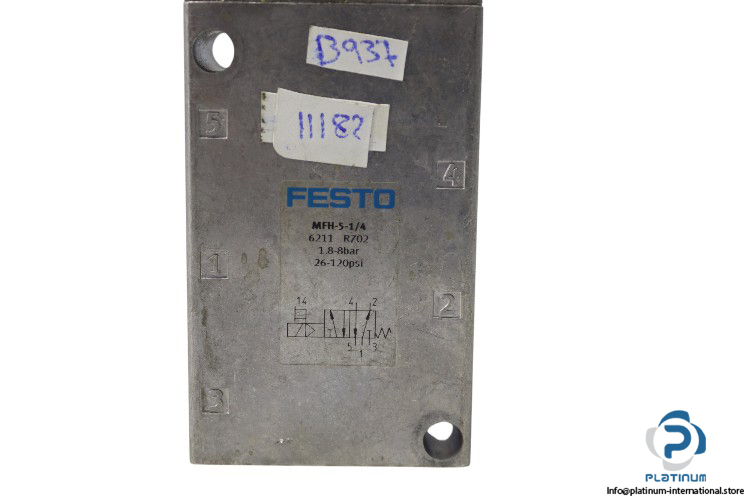 B937
11182
5
4
FESTO
MFH-5-1/4
6211 R702
1.8-8bar
26-120psi
1
2
14 4 2
5 3
1
3
PLATINUM
Info@platinum-international.store